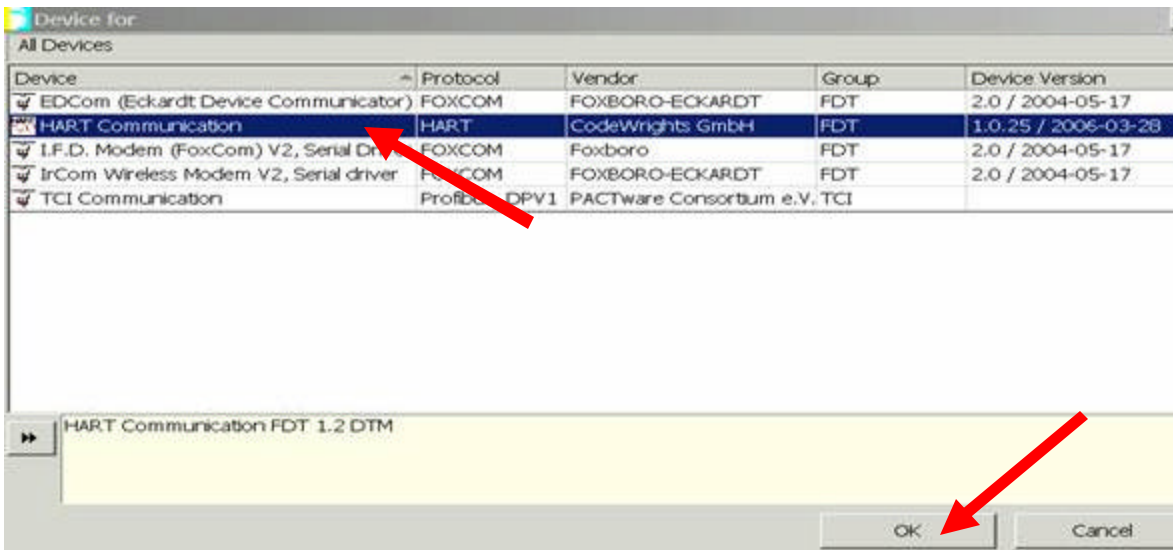 Device for
All Devices
Device Protocol Vendor Group Device Version
EDCom (Eckardt Device Communicator) FOXCOM FOXBORO-ECKARDT FDT 2.0 / 2004-05-17
HART Communication HART CodeWrights GmbH FDT 1.0.25 / 2006-03-28
I.F.D. Modem (FoxCom) V2, Serial FOXCOM Foxboro FDT 2.0 / 2004-05-17
IrCom Wireless Modem V2, Serial driver FOXBORO-ECKARDT FDT 2.0 / 2004-05-17
TCI Communication DPV1 PACTware Consortium e.V. TCI
HART Communication FDT 1.2 DTM
OK Cancel